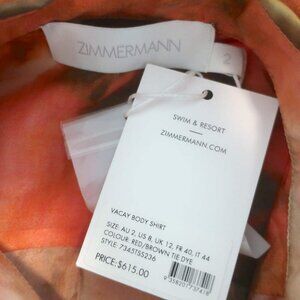 ZIMMERMANN
2
SWIM & RESORT
ZIMMERMANN.COM
VACAY BODY SHIRT
SIZE: AU 2, US 8, UK 12, FR 40, IT 44
COLOUR: RED/BROWN TIE DYE
STYLE: 7345TSS236
PRICE: $615.00